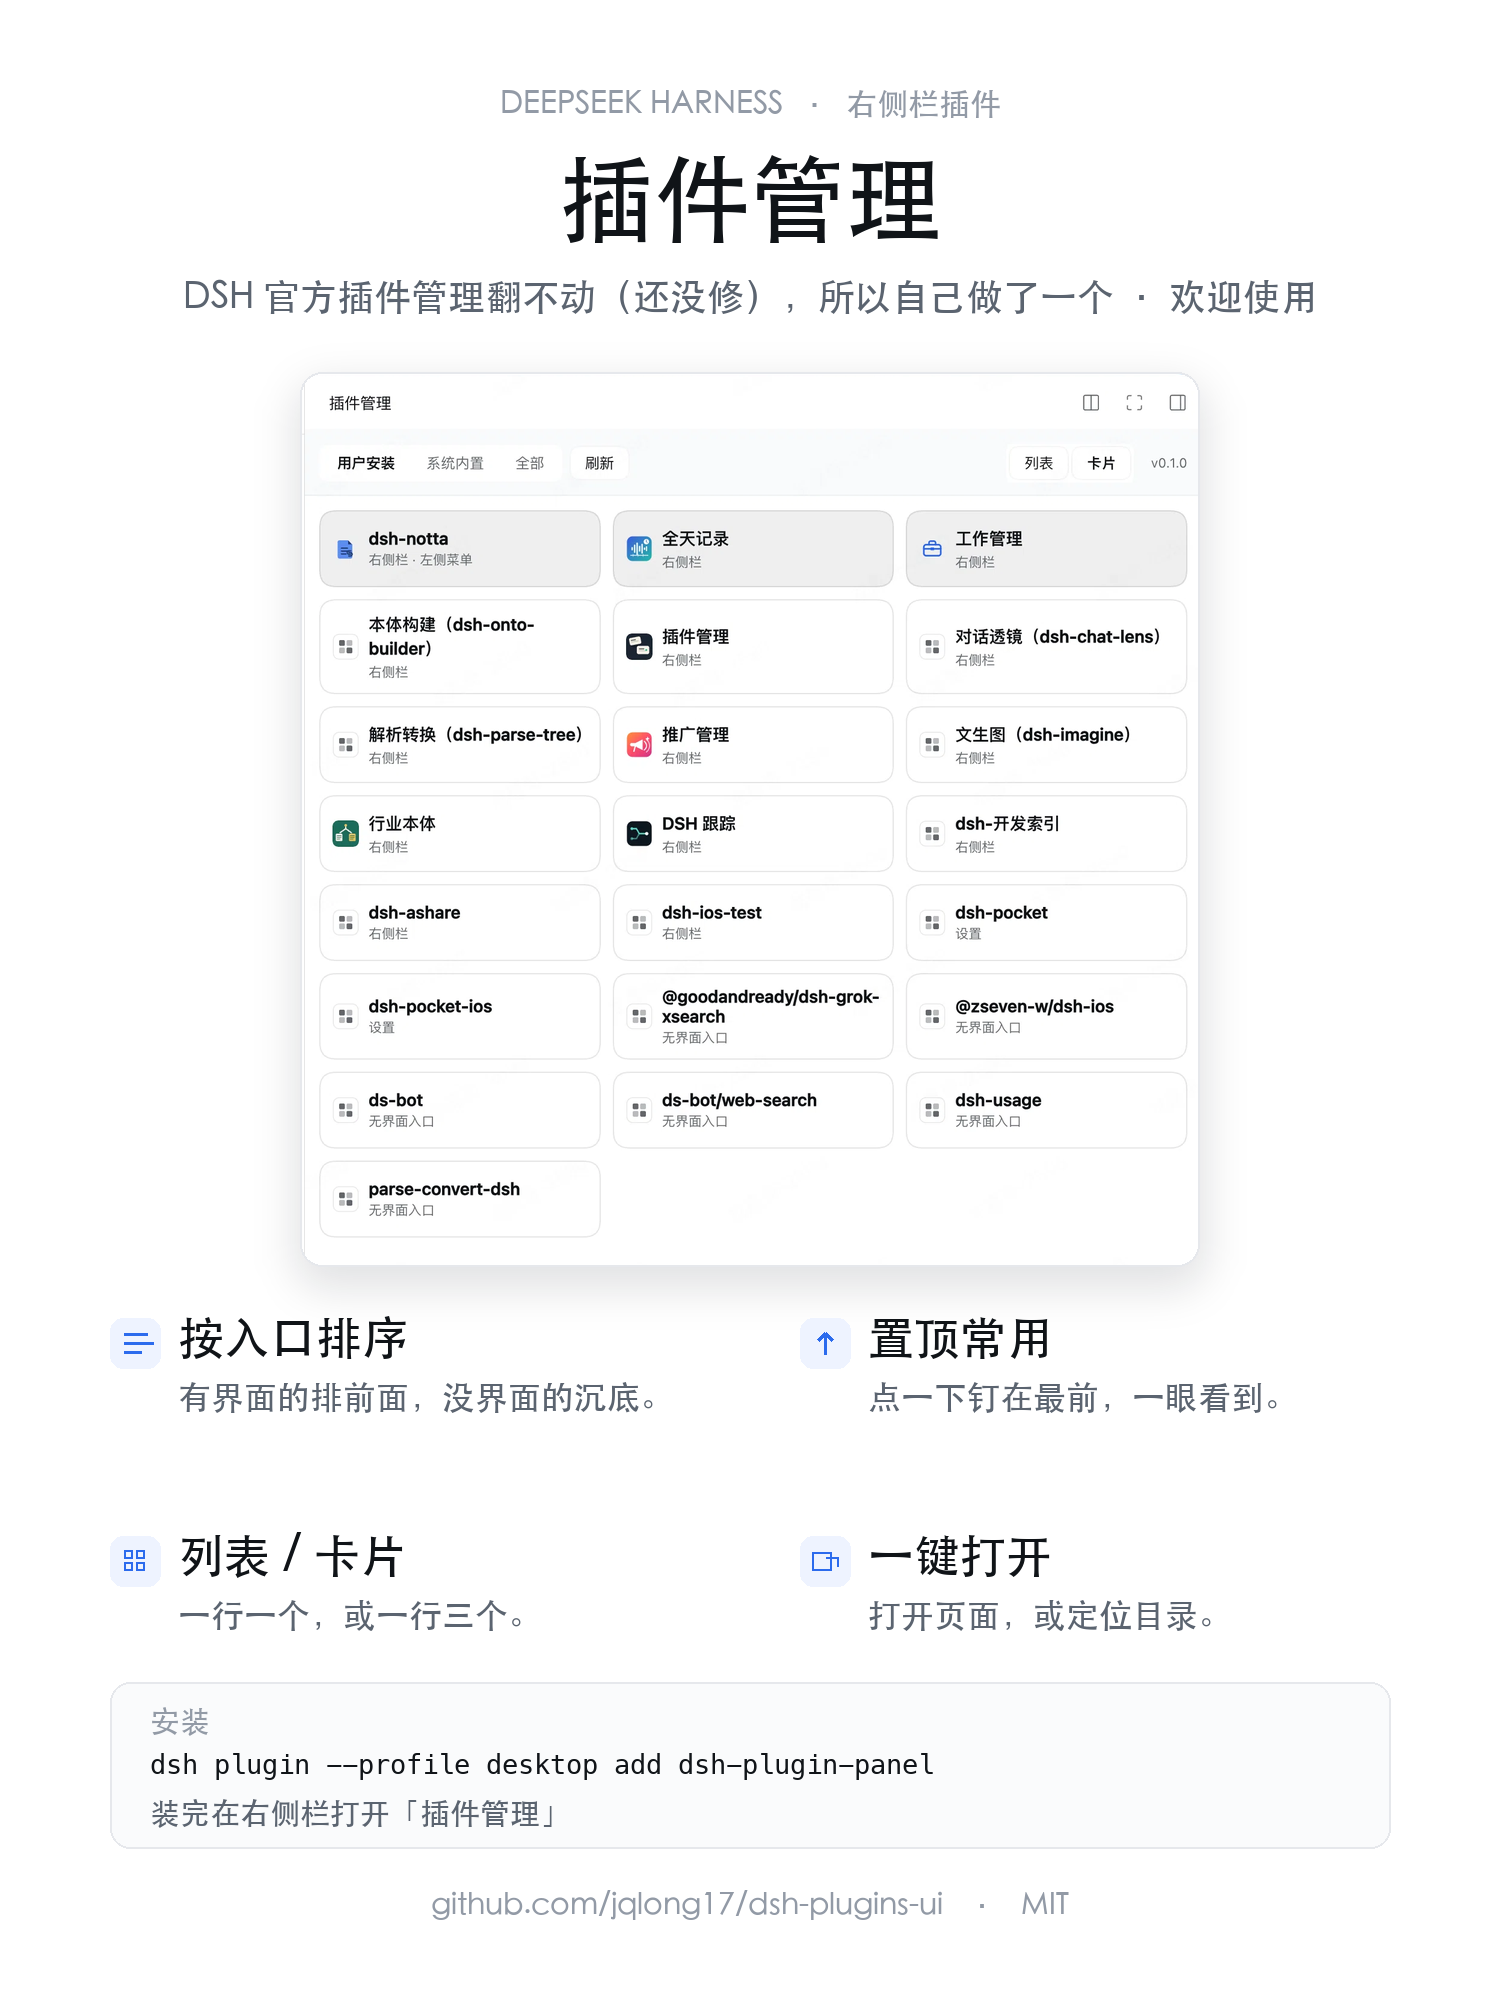 DEEPSEEK HARNESS · 右侧栏插件
插件管理
DSH 官方插件管理翻不动（还没修），所以自己做了一个 · 欢迎使用
插件管理
用户安装 系统内置 全部 刷新 列表 卡片 v0.1.0
dsh-notta
右侧栏 · 左侧菜单
全天记录
右侧栏
工作管理
右侧栏
本体构建（dsh-onto-
builder）
右侧栏
插件管理
右侧栏
对话透镜（dsh-chat-lens）
右侧栏
解析转换（dsh-parse-tree）
右侧栏
推广管理
右侧栏
文生图（dsh-imagine）
右侧栏
行业本体
右侧栏
DSH 跟踪
右侧栏
dsh-开发索引
右侧栏
dsh-ashare
右侧栏
dsh-ios-test
右侧栏
dsh-pocket
设置
dsh-pocket-ios
设置
@goodandready/dsh-grok-
xsearch
无界面入口
@zseven-w/dsh-ios
无界面入口
ds-bot
无界面入口
ds-bot/web-search
无界面入口
dsh-usage
无界面入口
parse-convert-dsh
无界面入口
按入口排序
有界面的排前面，没界面的沉底。
置顶常用
点一下钉在最前，一眼看到。
列表 / 卡片
一行一个，或一行三个。
一键打开
打开页面，或定位目录。
安装
dsh plugin --profile desktop add dsh-plugin-panel
装完在右侧栏打开「插件管理」
github.com/jqlong17/dsh-plugins-ui · MIT